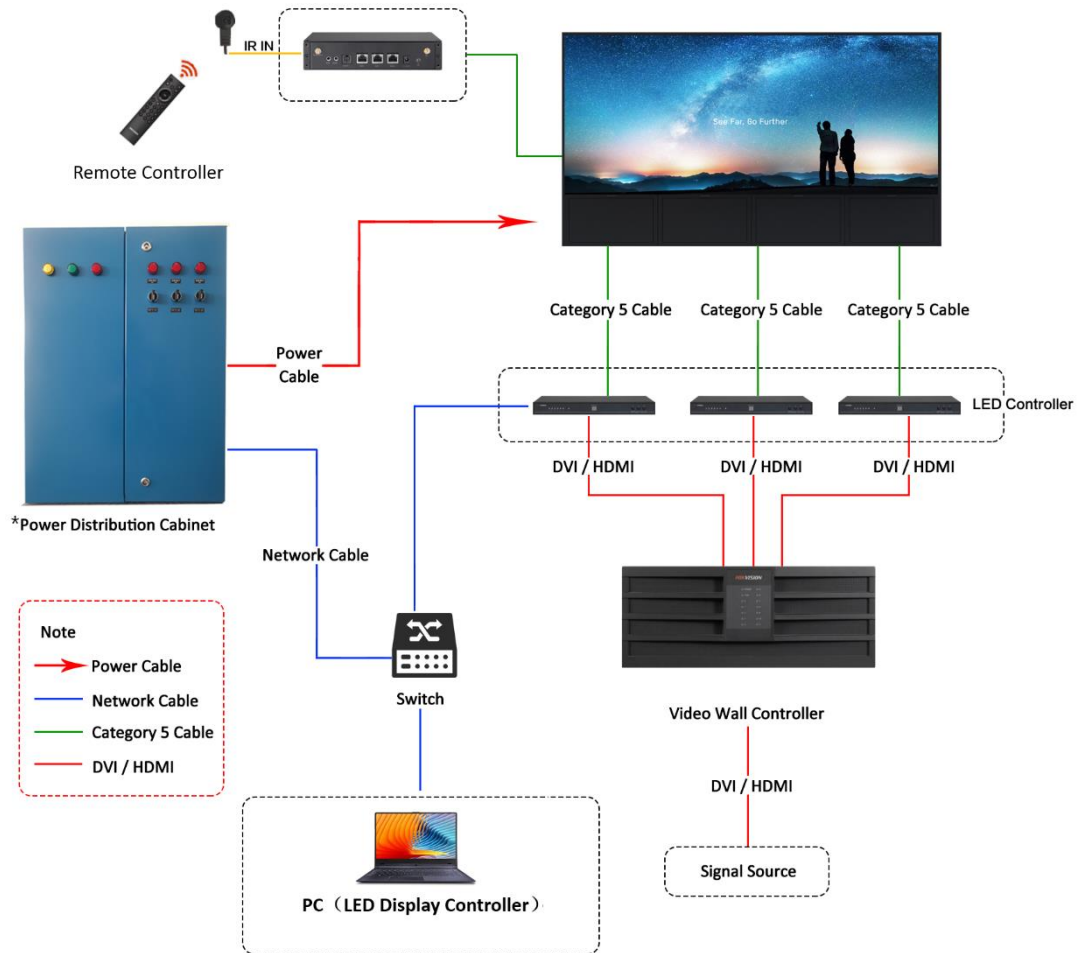 IR IN
See Far, Go Further
Remote Controller
Category 5 Cable
Category 5 Cable
Category 5 Cable
Power
Cable
LED Controller
DVI / HDMI
DVI / HDMI
DVI / HDMI
*Power Distribution Cabinet
Network Cable
HIKVISION
Note
Power Cable
Network Cable
Category 5 Cable
DVI / HDMI
Switch
Video Wall Controller
DVI / HDMI
Signal Source
PC（LED Display Controller）